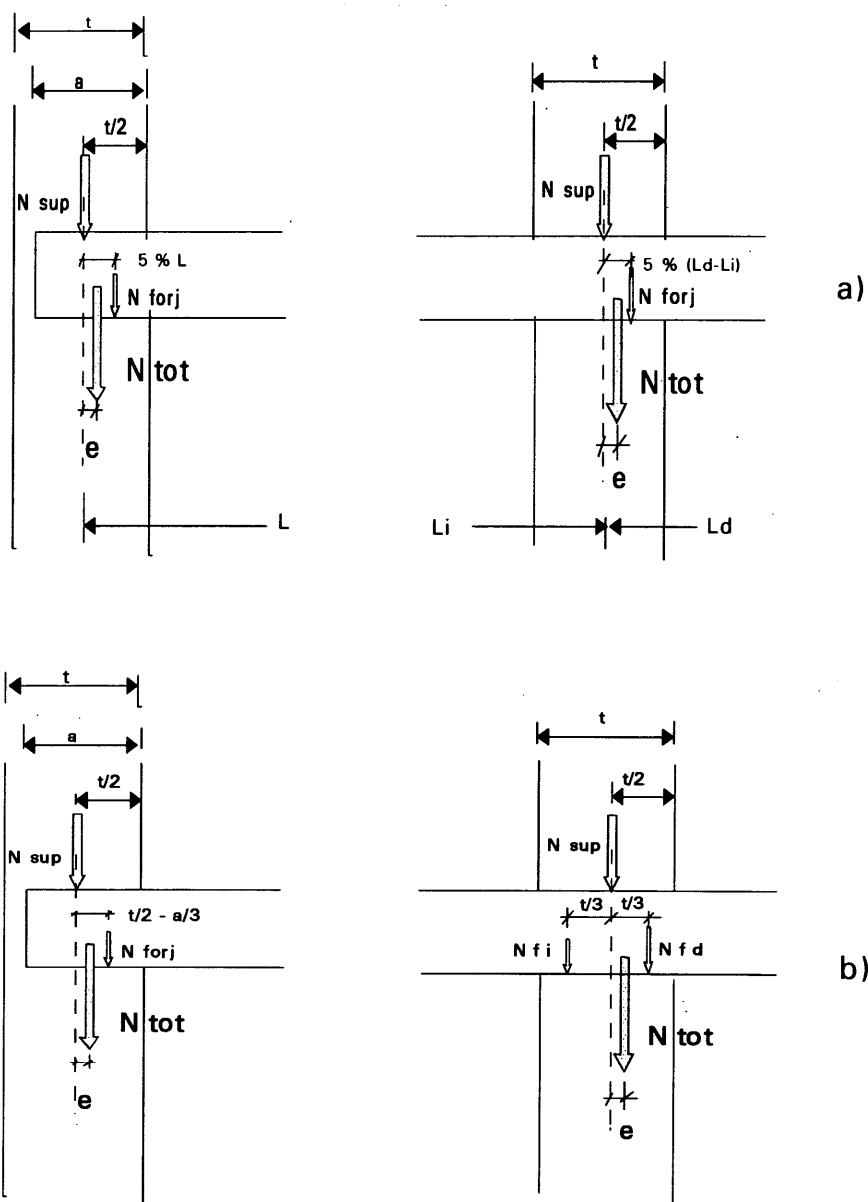 t
a
t/2
N sup
5 % L
N forj
N tot
e
L
t
t/2
N sup
5 % (Ld-Li)
N forj
N tot
e
Li
Ld
a)
t
a
t/2
N sup
t/2 - a/3
N forj
N tot
e
t
t/2
N sup
t/3
t/3
N f i
N f d
N tot
e
b)